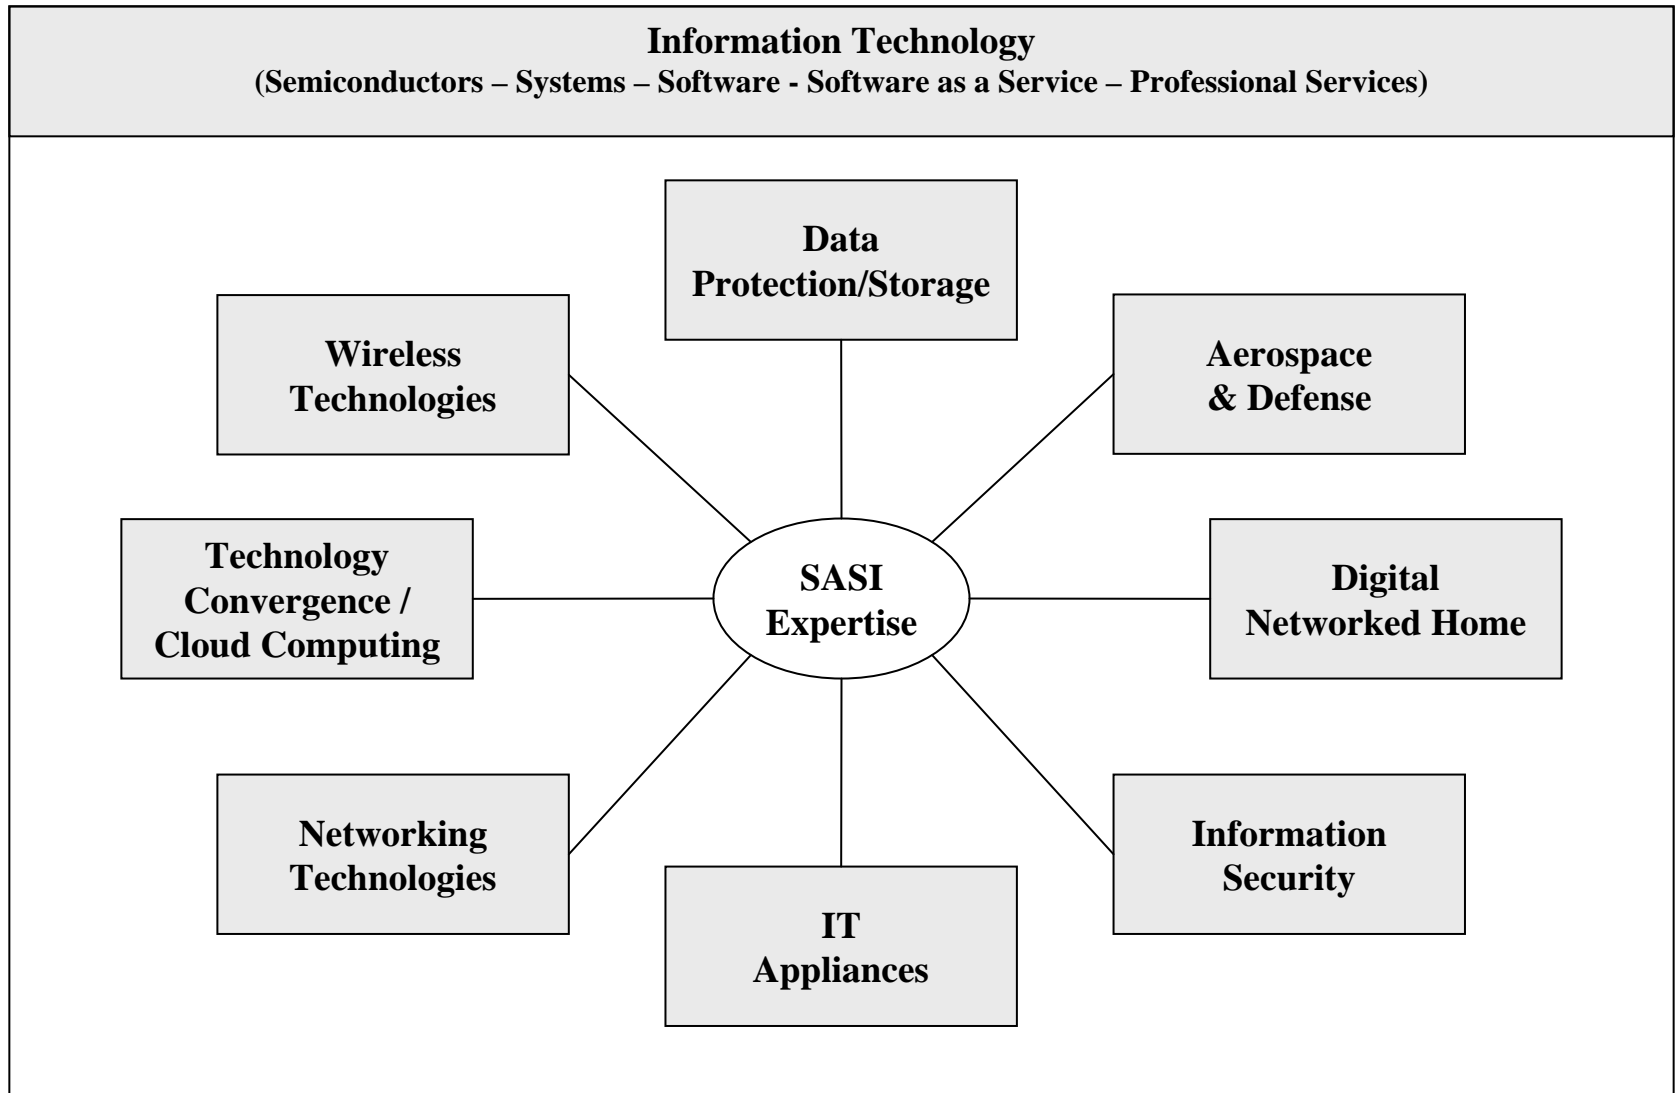 Information Technology
(Semiconductors – Systems – Software - Software as a Service – Professional Services)
Data
Protection/Storage
Wireless
Technologies
Aerospace
& Defense
Technology
Convergence /
Cloud Computing
SASI
Expertise
Digital
Networked Home
Networking
Technologies
Information
Security
IT
Appliances